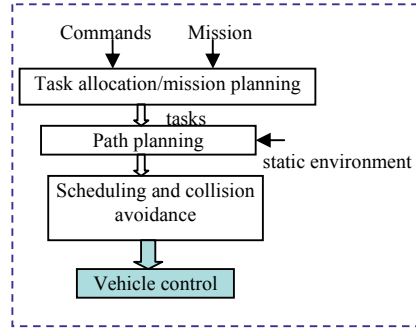 Commands Mission
Task allocation/mission planning
tasks
Path planning
static environment
Scheduling and collision
avoidance
Vehicle control